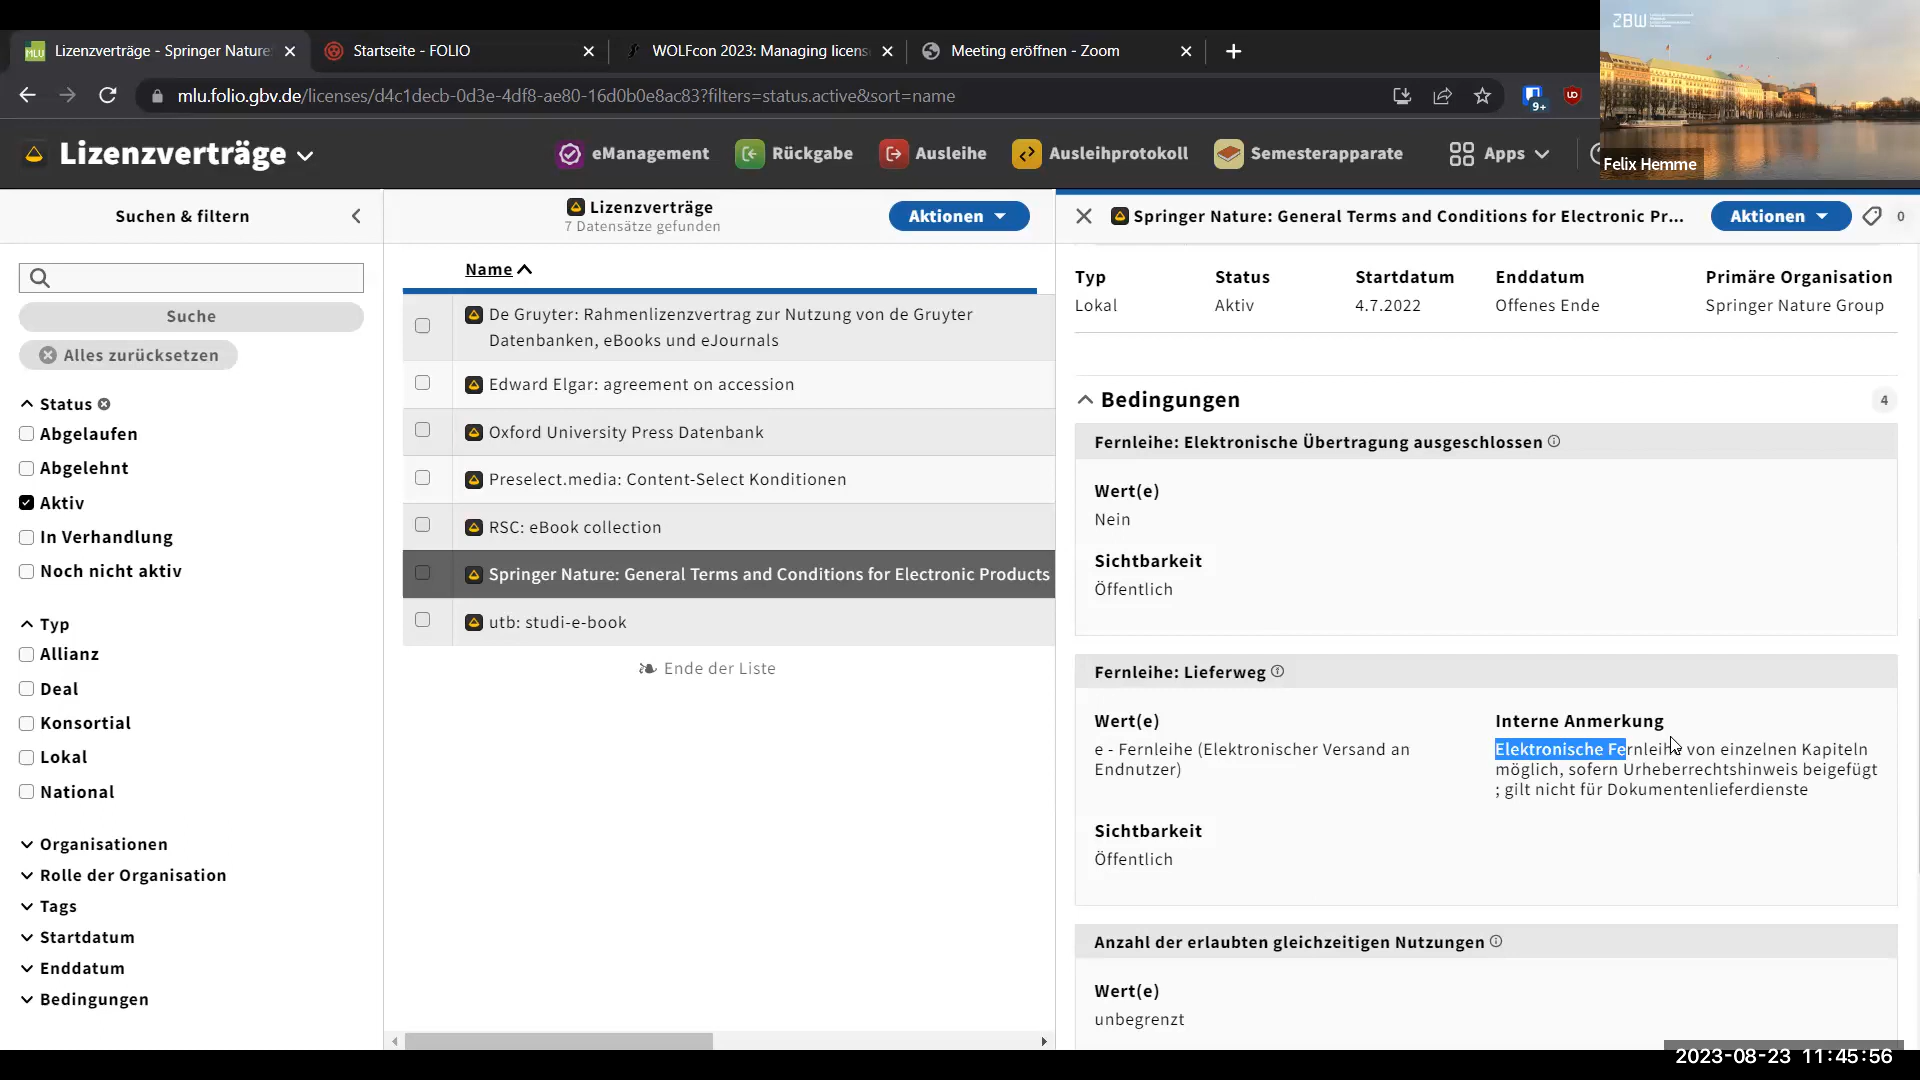 ZBW
Lizenzverträge - Springer Nature:
Startseite - FOLIO
WOLFcon 2023: Managing licens
Meeting eröffnen - Zoom
mlu.folio.gbv.de/licenses/d4c1decb-0d3e-4df8-ae80-16d0b0e8ac83?filters=status.active&sort=name
9+
Felix Hemme
Lizenzverträge
eManagement
Rückgabe
Ausleihe
Ausleihprotokoll
Semesterapparate
Apps
Suchen & filtern
Suche
Alles zurücksetzen
Status
Abgelaufen
Abgelehnt
Aktiv
In Verhandlung
Noch nicht aktiv
Typ
Allianz
Deal
Konsortial
Lokal
National
Organisationen
Rolle der Organisation
Tags
Startdatum
Enddatum
Bedingungen
Lizenzverträge
7 Datensätze gefunden
Aktionen
Name
De Gruyter: Rahmenlizenzvertrag zur Nutzung von de Gruyter
Datenbanken, eBooks und eJournals
Edward Elgar: agreement on accession
Oxford University Press Datenbank
Preselect.media: Content-Select Konditionen
RSC: eBook collection
Springer Nature: General Terms and Conditions for Electronic Products
utb: studi-e-book
Ende der Liste
Springer Nature: General Terms and Conditions for Electronic Pr...
Aktionen
0
Typ Status Startdatum Enddatum Primäre Organisation
Lokal Aktiv 4.7.2022 Offenes Ende Springer Nature Group
Bedingungen
4
Fernleihe: Elektronische Übertragung ausgeschlossen
Wert(e)
Nein
Sichtbarkeit
Öffentlich
Fernleihe: Lieferweg
Wert(e)
e - Fernleihe (Elektronischer Versand an
Endnutzer)
Interne Anmerkung
Elektronische Fernleihe von einzelnen Kapiteln
möglich, sofern Urheberrechtshinweis beigefügt
; gilt nicht für Dokumentenlieferdienste
Sichtbarkeit
Öffentlich
Anzahl der erlaubten gleichzeitigen Nutzungen
Wert(e)
unbegrenzt
2023-08-23 11:45:56